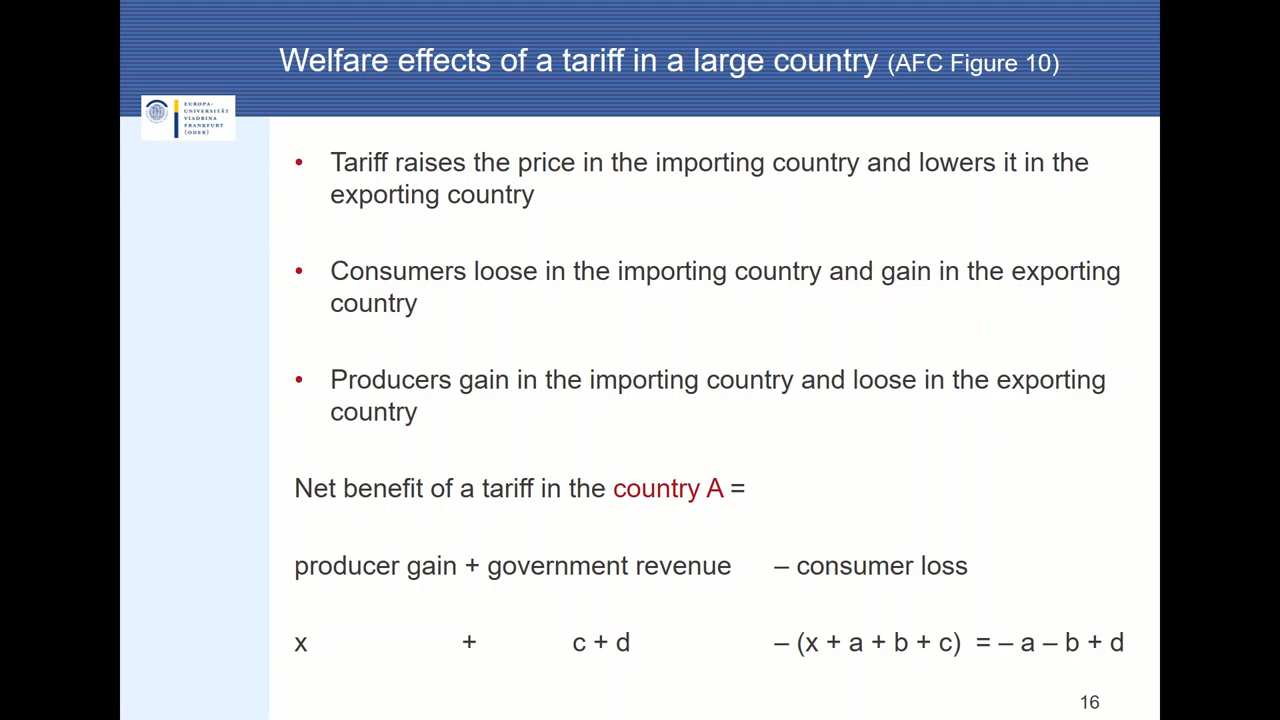 Welfare effects of a tariff in a large country (AFC Figure 10)
EUROPA-
UNIVERSITÄT
VIADRINA
FRANKFURT
(ODER)
• Tariff raises the price in the importing country and lowers it in the
exporting country
• Consumers loose in the importing country and gain in the exporting
country
• Producers gain in the importing country and loose in the exporting
country
Net benefit of a tariff in the country A =
producer gain + government revenue – consumer loss
x + c + d – (x + a + b + c) = – a – b + d
16